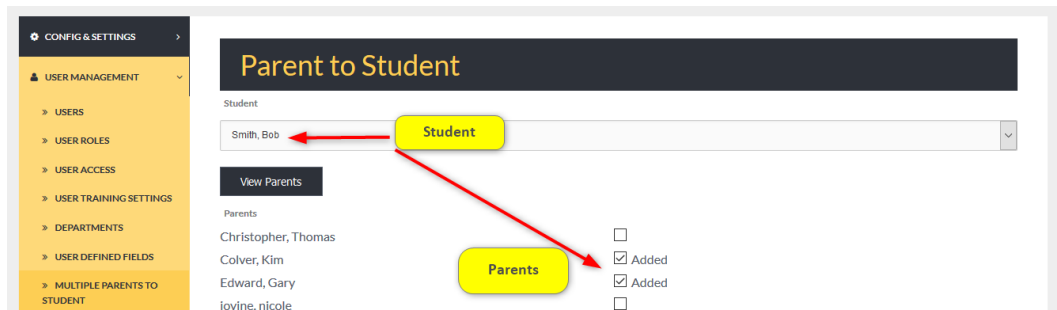 CONFIG & SETTINGS
USER MANAGEMENT
USERS
USER ROLES
USER ACCESS
USER TRAINING SETTINGS
DEPARTMENTS
USER DEFINED FIELDS
MULTIPLE PARENTS TO
STUDENT
Parent to Student
Student
Smith, Bob
Student
View Parents
Parents
Christopher, Thomas
Colver, Kim Added
Edward, Gary Added
Parents
iovine, nicole